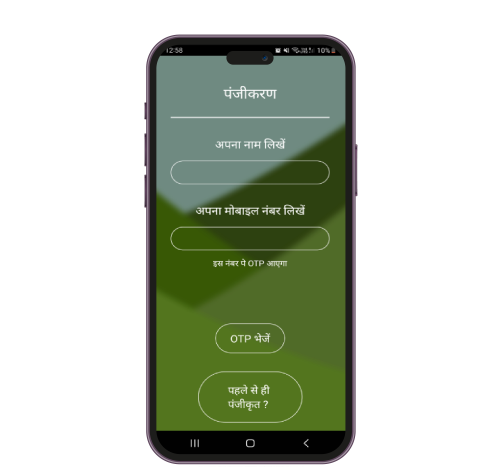 12:58 10%
पंजीकरण
अपना नाम लिखें
अपना मोबाइल नंबर लिखें
इस नंबर पे OTP आएगा
OTP भेजें
पहले से ही
पंजीकृत ?